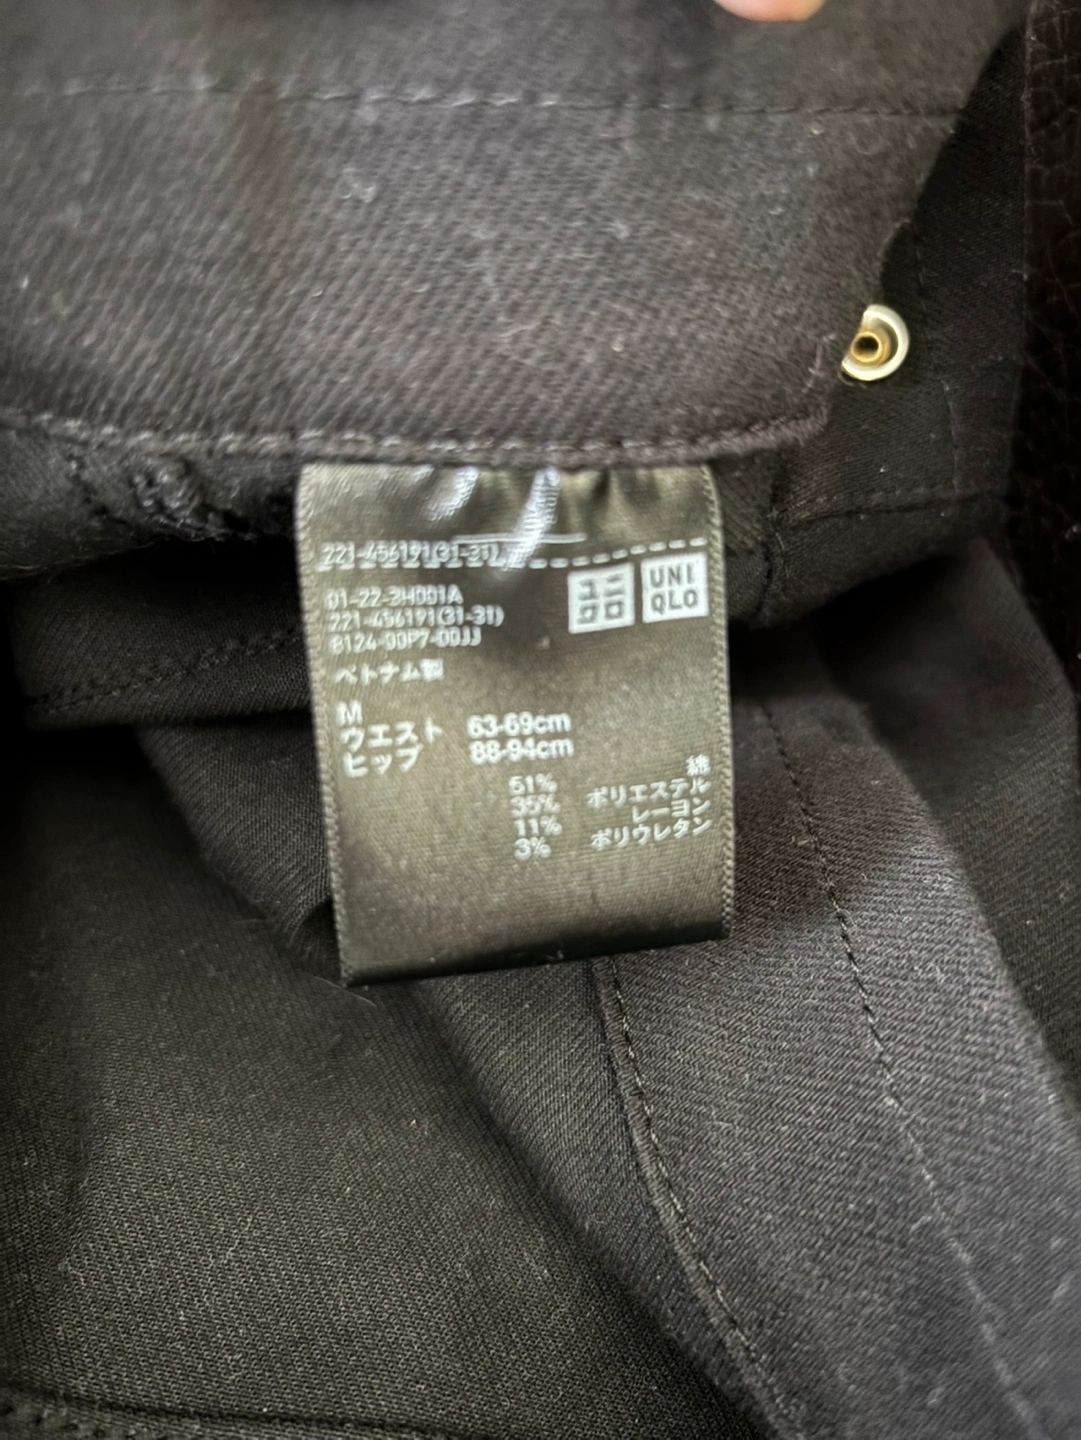 221-456191(31-31)
ユニ
クロ
UNI
QLO
01-22-3H001A
221-456191(31-31)
8124-00P7-00JJ
ベトナム製
M
ウエスト 63-69cm
ヒップ 88-94cm
綿 51%
ポリエステル 35%
レーヨン 11%
ポリウレタン 3%